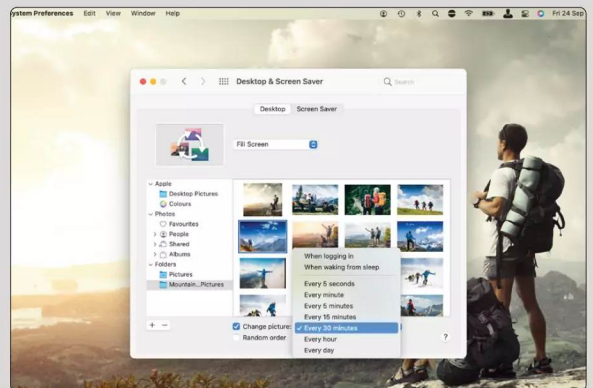 ystem Preferences Edit View Window Help Fri 24 Sep
Desktop & Screen Saver
Search
Desktop Screen Saver
Fill Screen
Apple
Desktop Pictures
Colours
Photos
Favourites
People
Shared
Albums
Folders
Pictures
Mountain...Pictures
When logging in
When waking from sleep
Every 5 seconds
Every minute
Every 5 minutes
Every 15 minutes
Every 30 minutes
Every hour
Every day
+ −
Change picture:
Random order
?